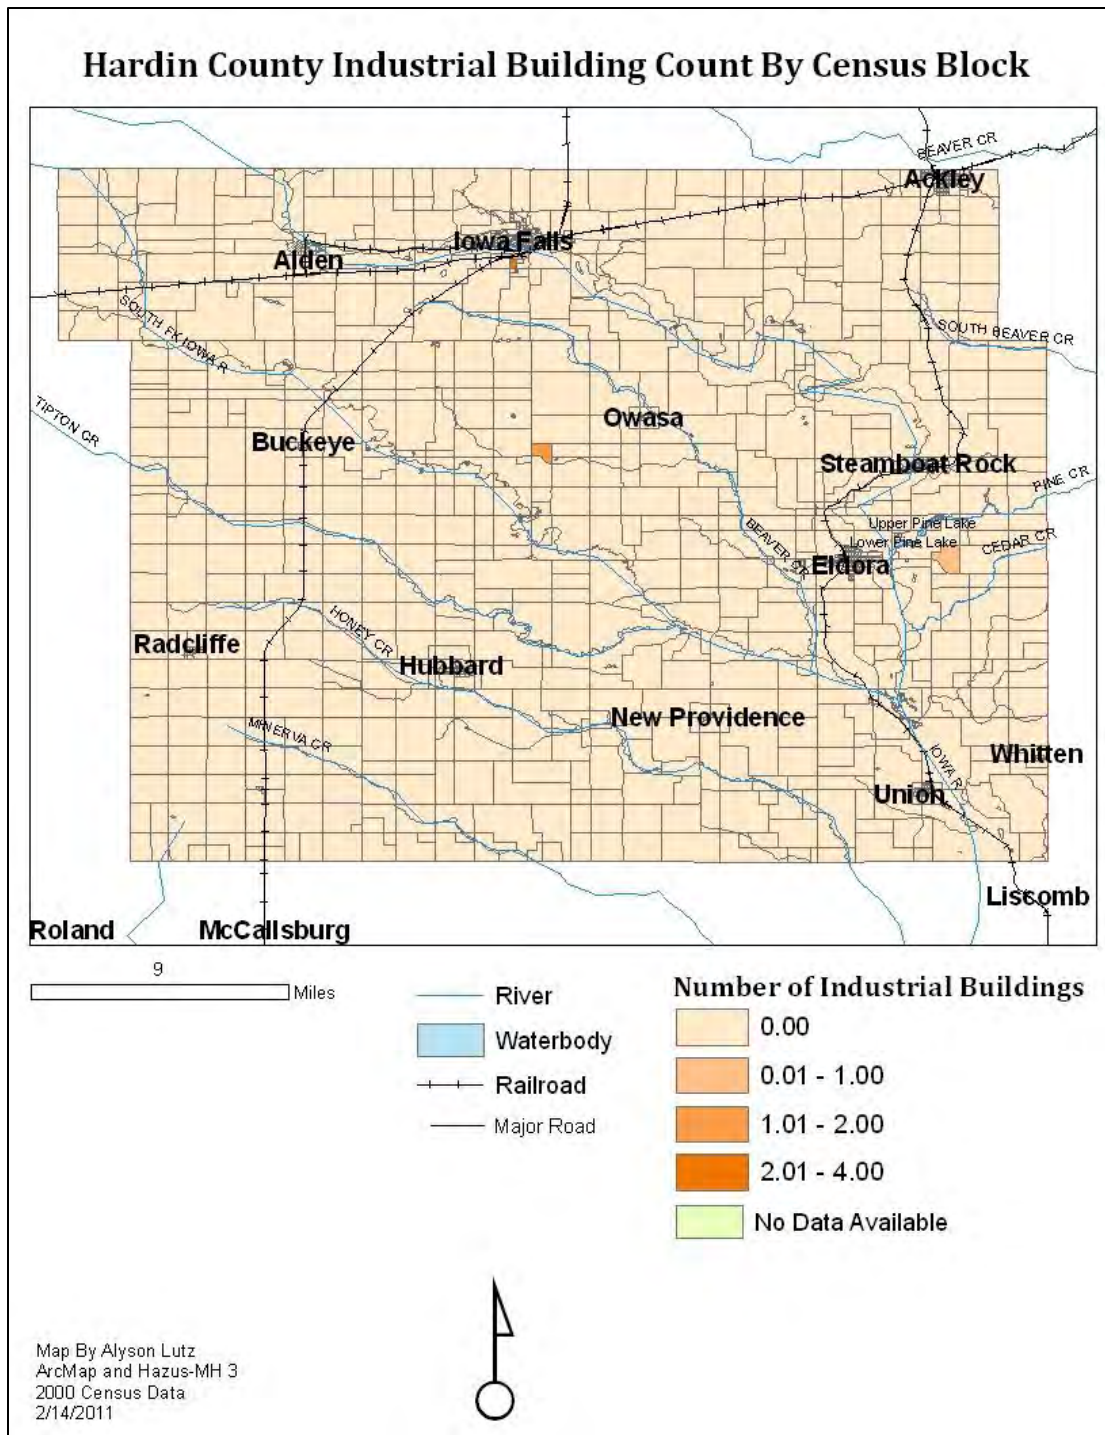 Hardin County Industrial Building Count By Census Block
BEAVER CR
Ackley
Iowa Falls
Alden
SOUTH FK IOWA R
SOUTH BEAVER CR
TIPTON CR
Owasa
Buckeye
Steamboat Rock
PINE CR
Upper Pine Lake
BEAVER CR
Lower Pine Lake
CEDAR CR
Eldora
HONEY CR
Radcliffe
Hubbard
New Providence
MINERVA CR
IOWA R
Whitten
Union
Liscomb
Roland
McCallsburg
9
Miles
River
Waterbody
Railroad
Major Road
Number of Industrial Buildings
0.00
0.01 - 1.00
1.01 - 2.00
2.01 - 4.00
No Data Available
Map By Alyson Lutz
ArcMap and Hazus-MH 3
2000 Census Data
2/14/2011